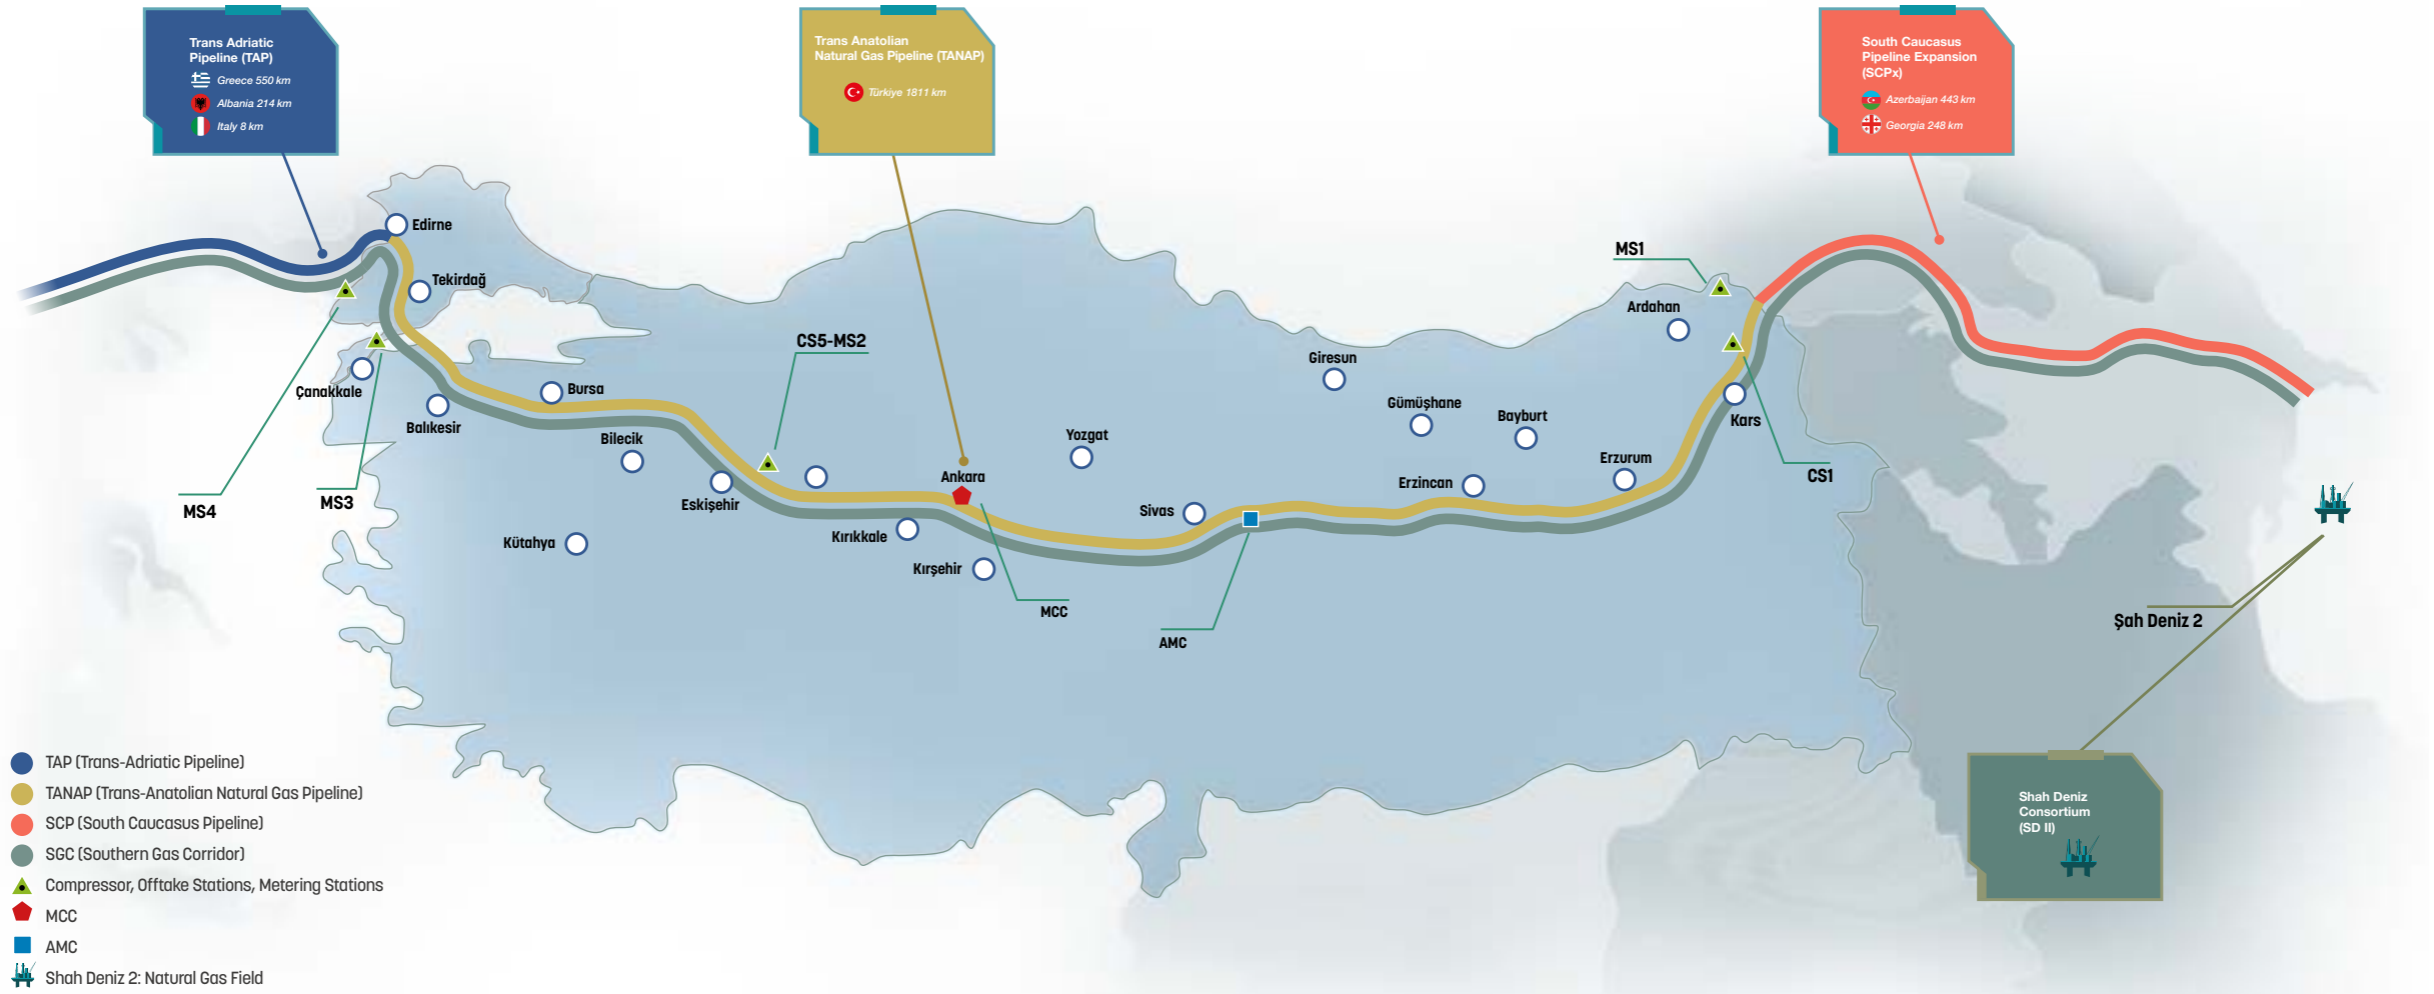 Trans Adriatic
Pipeline (TAP)
Greece 550 km
Albania 214 km
Italy 8 km
Trans Anatolian
Natural Gas Pipeline (TANAP)
Türkiye 1811 km
South Caucasus
Pipeline Expansion
(SCPx)
Azerbaijan 443 km
Georgia 248 km
Edirne
Tekirdağ
Çanakkale
Balıkesir
Bursa
Bilecik
Kütahya
Eskişehir
MS4
MS3
CS5-MS2
Ankara
Kırıkkale
Kırşehir
Yozgat
MCC
Sivas
AMC
Giresun
Gümüşhane
Bayburt
Erzincan
Erzurum
MS1
Ardahan
Kars
CS1
Şah Deniz 2
Shah Deniz
Consortium
(SD II)
TAP (Trans-Adriatic Pipeline)
TANAP (Trans-Anatolian Natural Gas Pipeline)
SCP (South Caucasus Pipeline)
SGC (Southern Gas Corridor)
Compressor, Offtake Stations, Metering Stations
MCC
AMC
Shah Deniz 2: Natural Gas Field